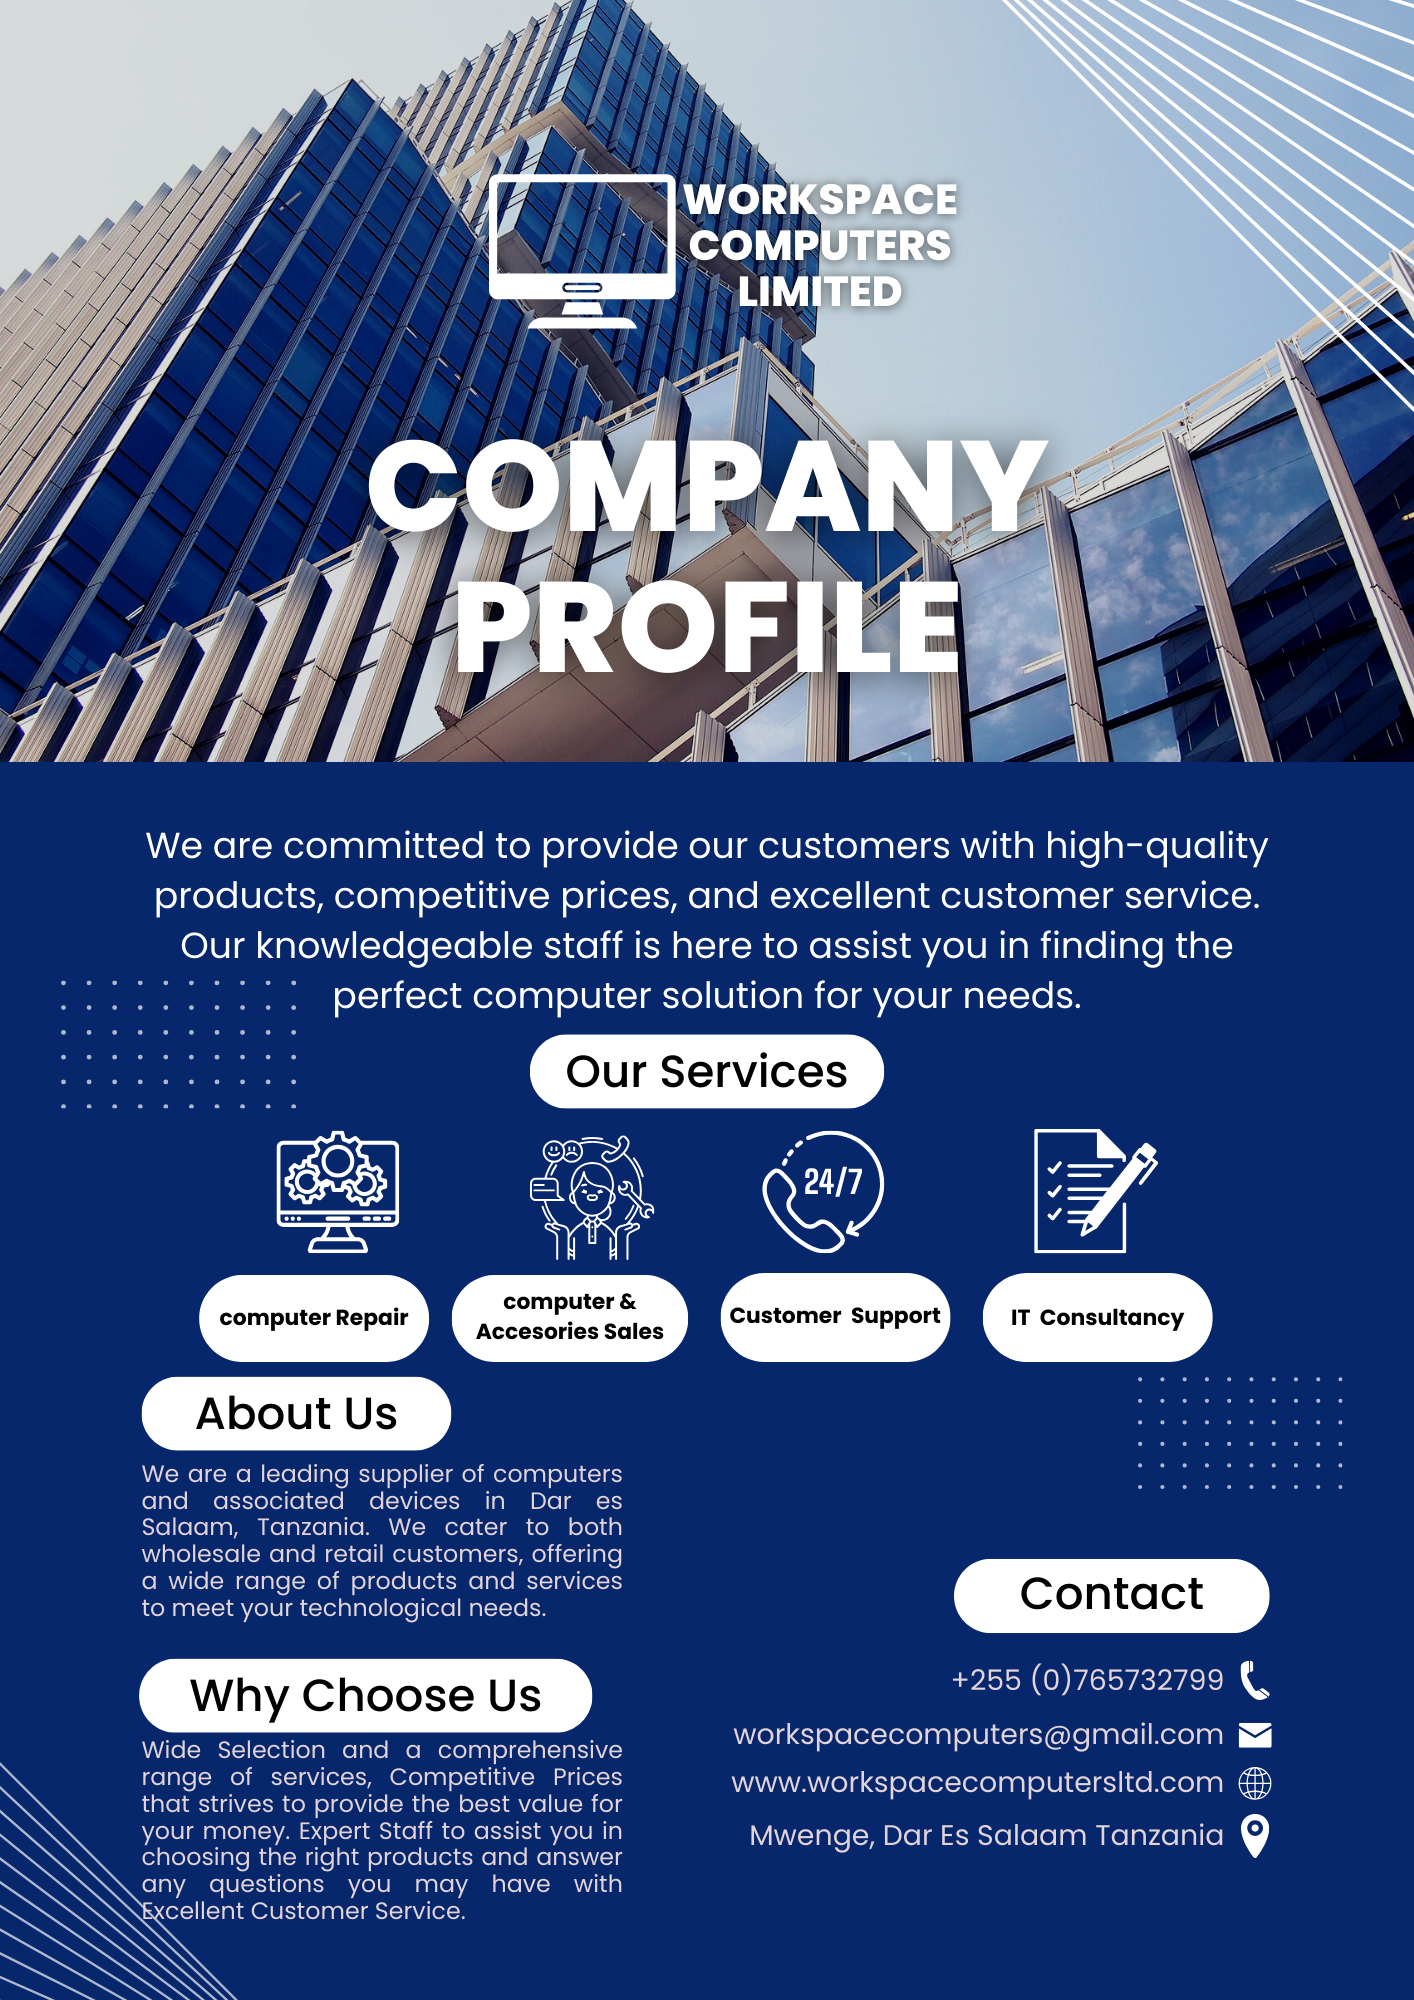 WORKSPACE
COMPUTERS
LIMITED
COMPANY
PROFILE
We are committed to provide our customers with high-quality
products, competitive prices, and excellent customer service.
Our knowledgeable staff is here to assist you in finding the
perfect computer solution for your needs.
Our Services
24/7
computer Repair
computer &
Accesories Sales
Customer Support
IT Consultancy
About Us
We are a leading supplier of computers
and associated devices in Dar es
Salaam, Tanzania. We cater to both
wholesale and retail customers, offering
a wide range of products and services
to meet your technological needs.
Why Choose Us
Wide Selection and a comprehensive
range of services, Competitive Prices
that strives to provide the best value for
your money. Expert Staff to assist you in
choosing the right products and answer
any questions you may have with
Excellent Customer Service.
Contact
+255 (0)765732799
workspacecomputers@gmail.com
www.workspacecomputersltd.com
Mwenge, Dar Es Salaam Tanzania